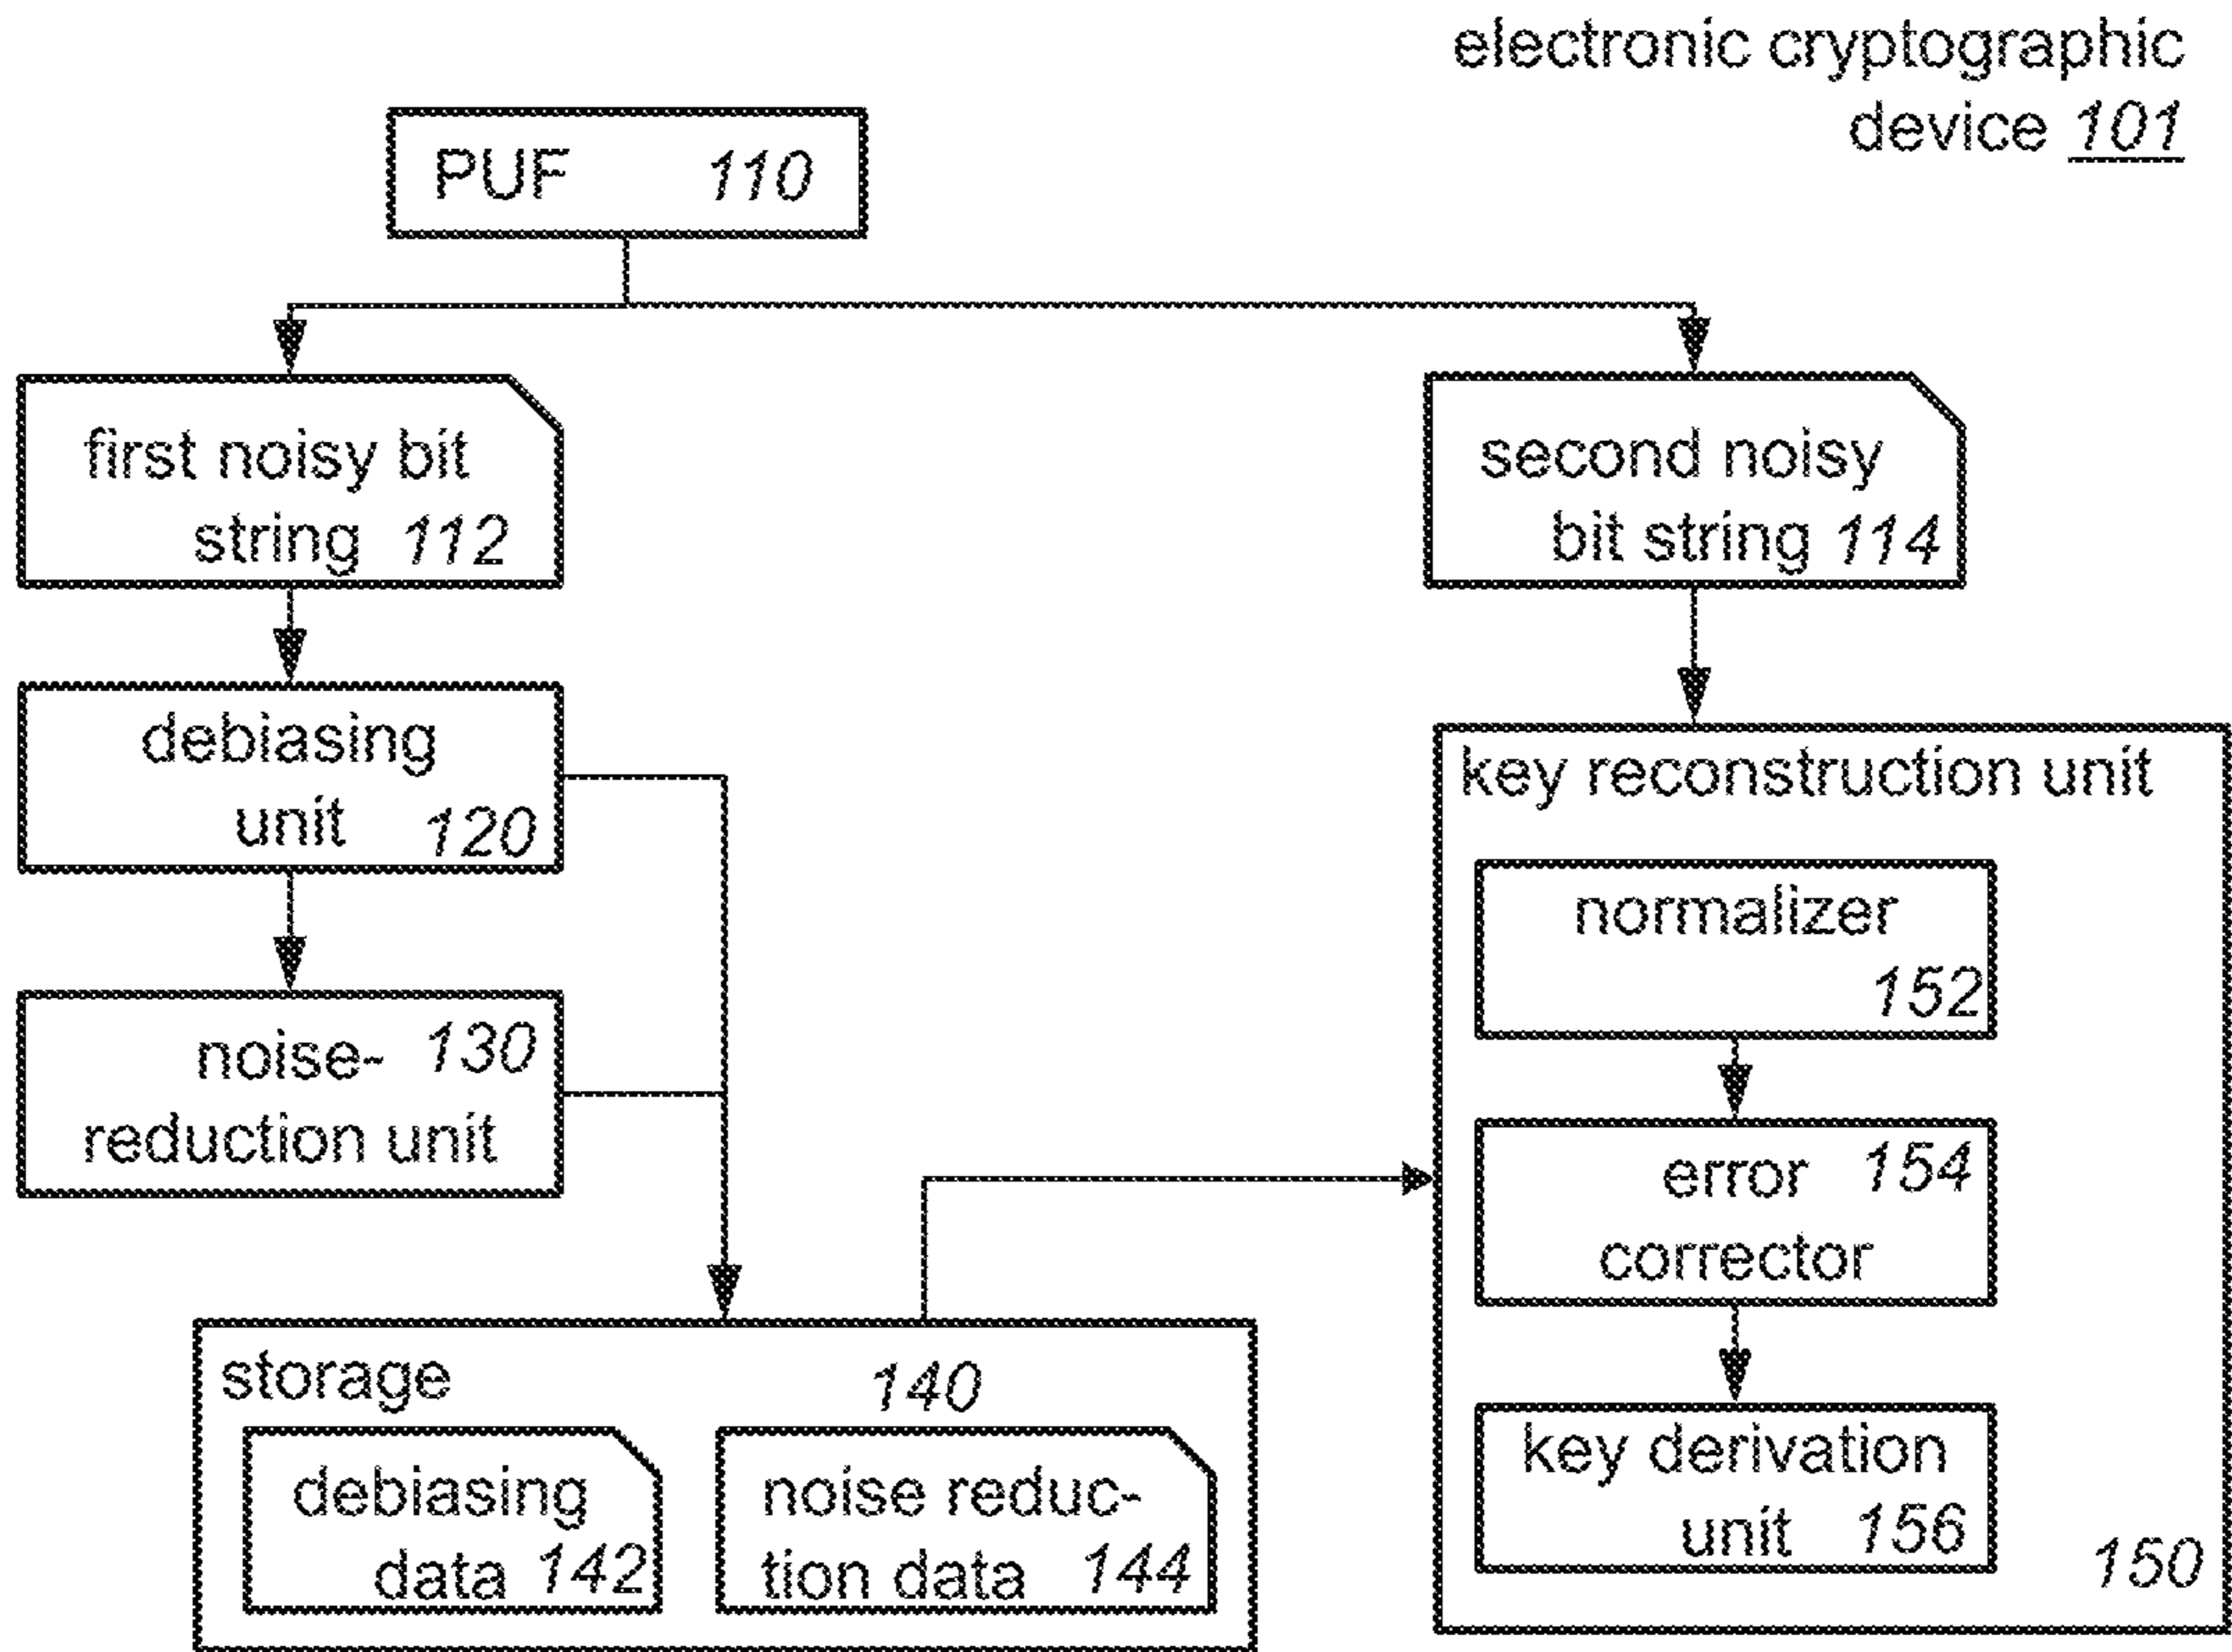 electronic cryptographic
device 101
PUF 110
first noisy bit
string 112
second noisy
bit string 114
debiasing
unit 120
noise- 130
reduction unit
storage 140
debiasing
data 142
noise reduc-
tion data 144
key reconstruction unit
normalizer
152
error 154
corrector
key derivation
unit 156
150